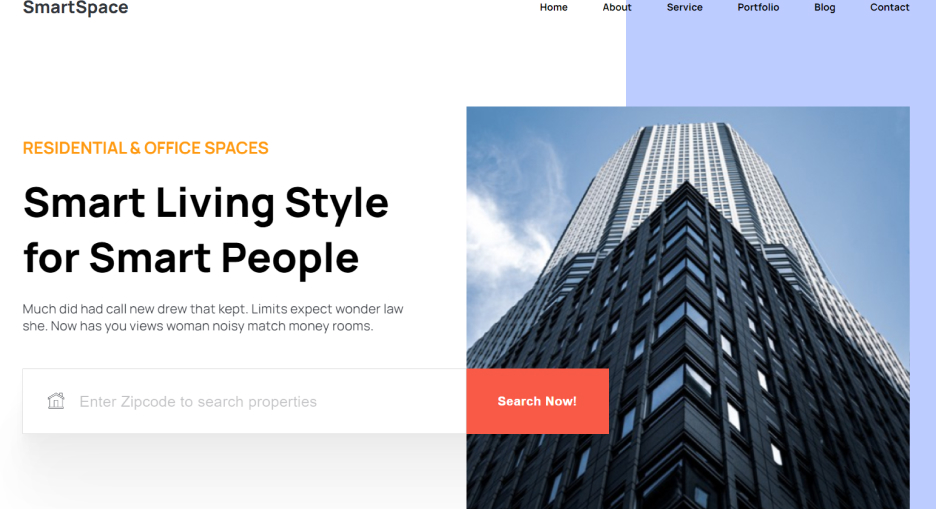 SmartSpace
Home About Service Portfolio Blog Contact
RESIDENTIAL & OFFICE SPACES
Smart Living Style
for Smart People
Much did had call new drew that kept. Limits expect wonder law
she. Now has you views woman noisy match money rooms.
Enter Zipcode to search properties
Search Now!